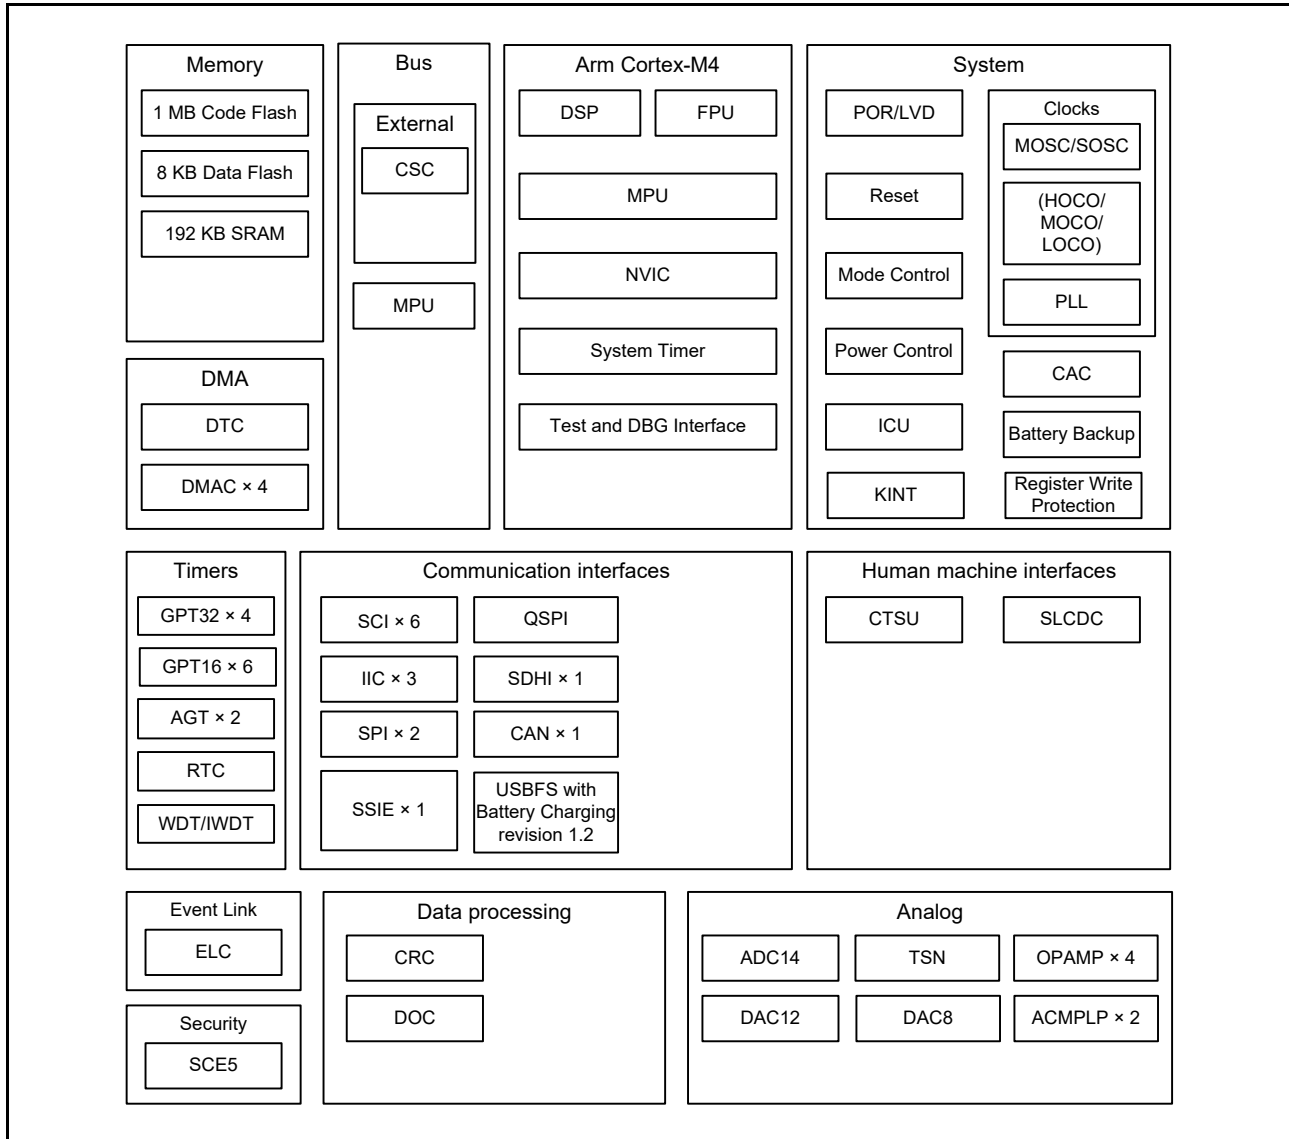 Memory
1 MB Code Flash
8 KB Data Flash
192 KB SRAM
DMA
DTC
DMAC × 4
Bus
External
CSC
MPU
Arm Cortex-M4
DSP
FPU
MPU
NVIC
System Timer
Test and DBG Interface
System
POR/LVD
Reset
Mode Control
Power Control
ICU
KINT
Clocks
MOSC/SOSC
(HOCO/
MOCO/
LOCO)
PLL
CAC
Battery Backup
Register Write
Protection
Timers
GPT32 × 4
GPT16 × 6
AGT × 2
RTC
WDT/IWDT
Communication interfaces
SCI × 6
IIC × 3
SPI × 2
SSIE × 1
QSPI
SDHI × 1
CAN × 1
USBFS with
Battery Charging
revision 1.2
Human machine interfaces
CTSU
SLCDC
Event Link
ELC
Security
SCE5
Data processing
CRC
DOC
Analog
ADC14
TSN
OPAMP × 4
DAC12
DAC8
ACMPLP × 2